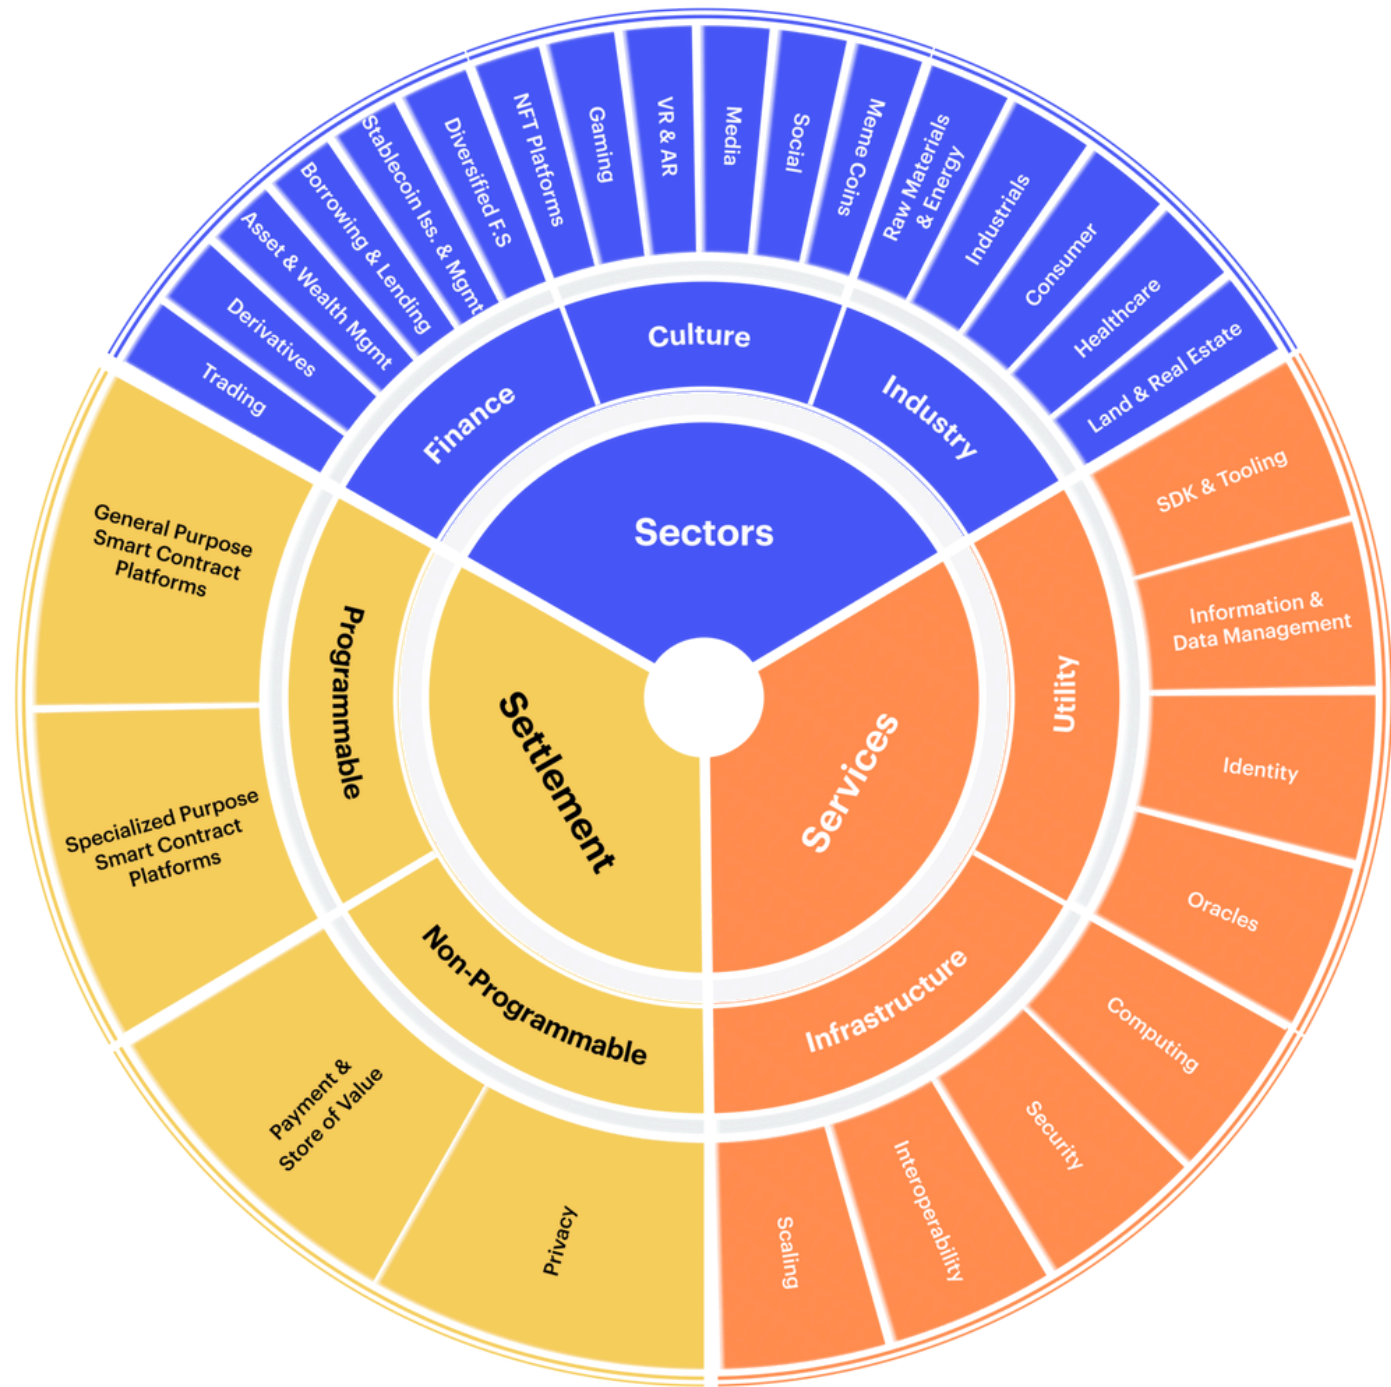 Sectors
Finance
Culture
Industry
Trading
Derivatives
Asset & Wealth Mgmt
Borrowing & Lending
Stablecoin Iss. & Mgmt
Diversified F.S
NFT Platforms
Gaming
VR & AR
Media
Social
Meme Coins
Raw Materials
& Energy
Industrials
Consumer
Healthcare
Land & Real Estate
Services
Utility
SDK & Tooling
Information &
Data Management
Identity
Oracles
Infrastructure
Computing
Security
Interoperability
Scaling
Settlement
Non-Programmable
Privacy
Payment &
Store of Value
Programmable
Specialized Purpose
Smart Contract
Platforms
General Purpose
Smart Contract
Platforms